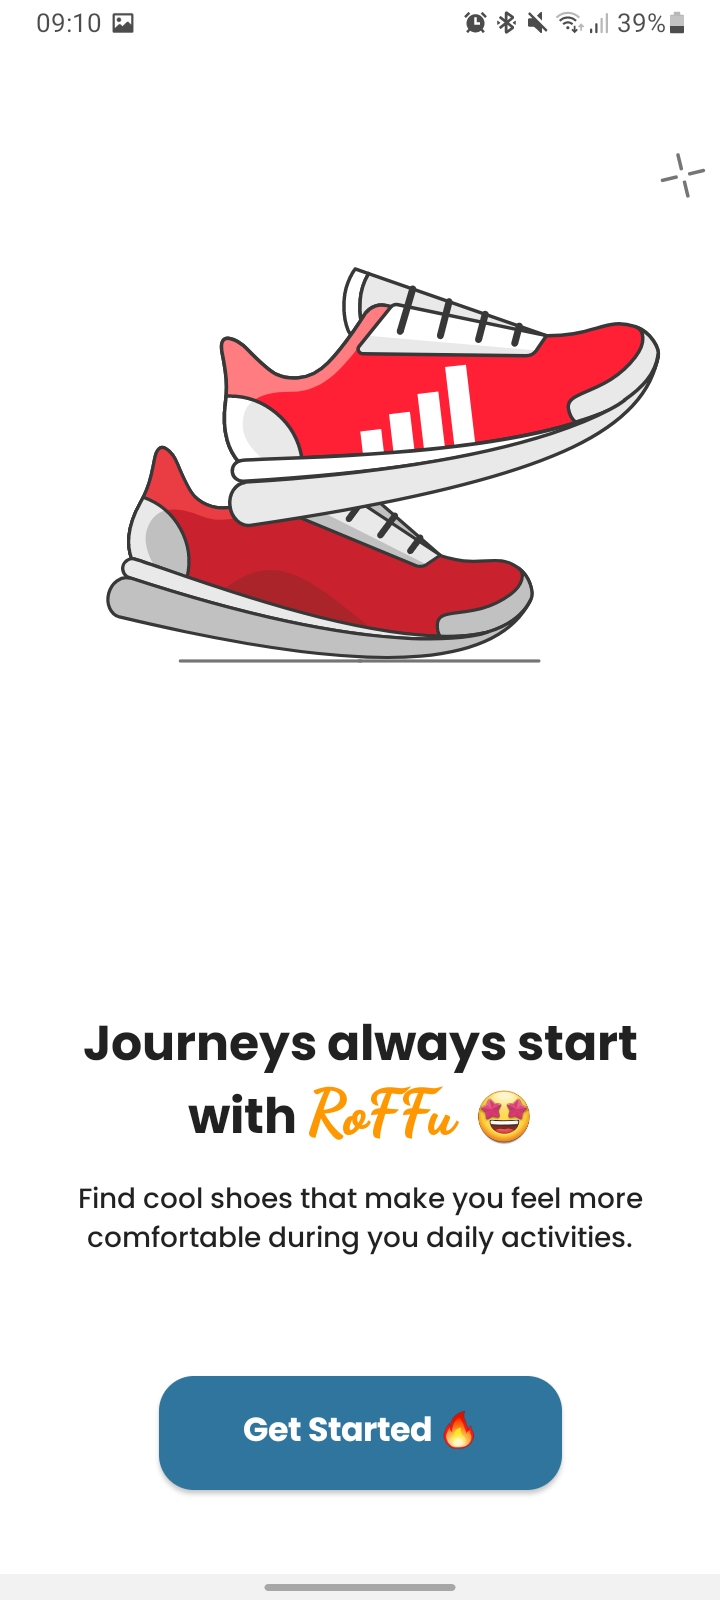 09:10 39%
Journeys always start
with RoFFu 🤩
Find cool shoes that make you feel more
comfortable during you daily activities.
Get Started 🔥